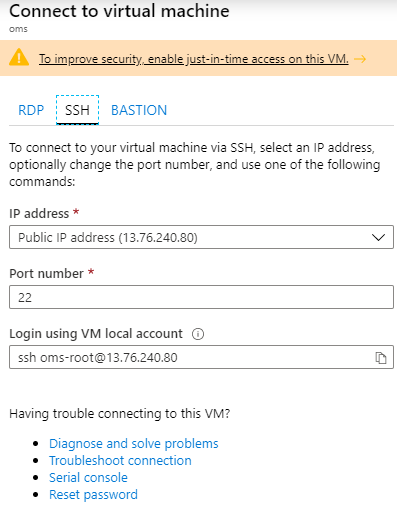 Connect to virtual machine
oms
To improve security, enable just-in-time access on this VM. →
RDP SSH BASTION
To connect to your virtual machine via SSH, select an IP address,
optionally change the port number, and use one of the following
commands:
IP address *
Public IP address (13.76.240.80)
Port number *
22
Login using VM local account
ssh oms-root@13.76.240.80
Having trouble connecting to this VM?
• Diagnose and solve problems
• Troubleshoot connection
• Serial console
• Reset password